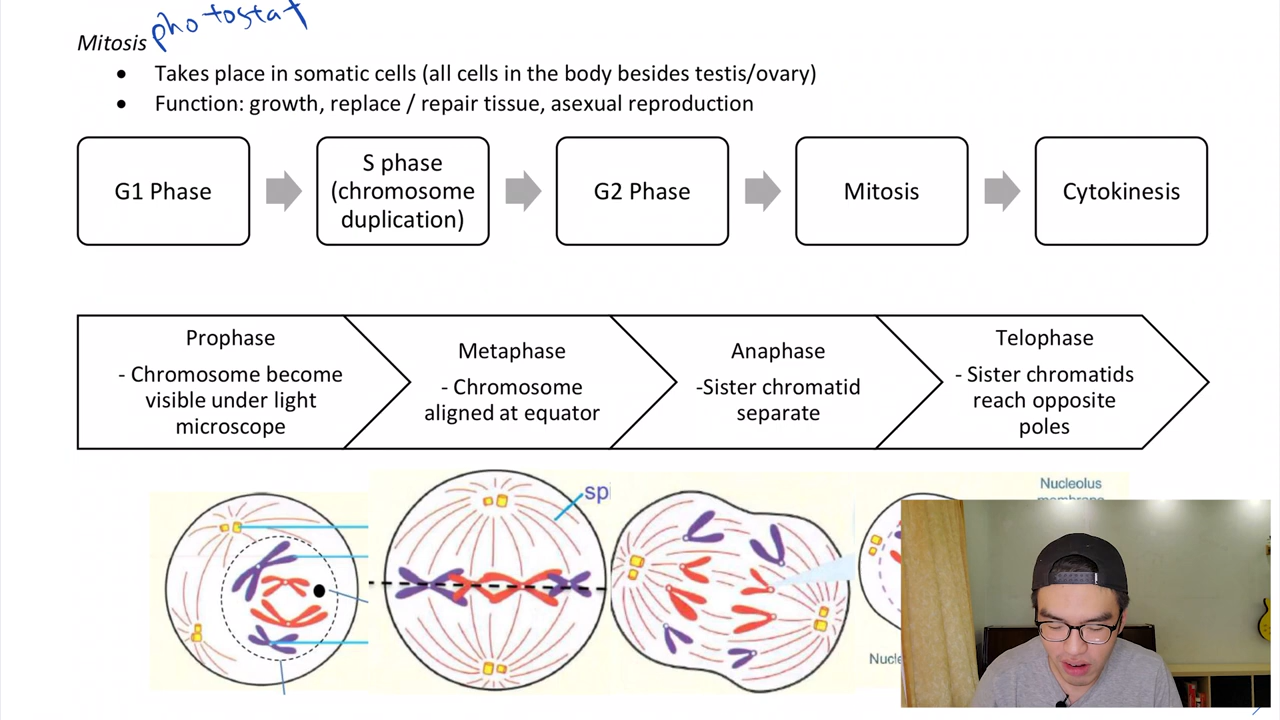 photostat
Mitosis
• Takes place in somatic cells (all cells in the body besides testis/ovary)
• Function: growth, replace / repair tissue, asexual reproduction
G1 Phase
S phase
(chromosome
duplication)
G2 Phase
Mitosis
Cytokinesis
Prophase
- Chromosome become
visible under light
microscope
Metaphase
- Chromosome
aligned at equator
Anaphase
-Sister chromatid
separate
Telophase
- Sister chromatids
reach opposite
poles
sp
Nucleolus
membrane
Nucle